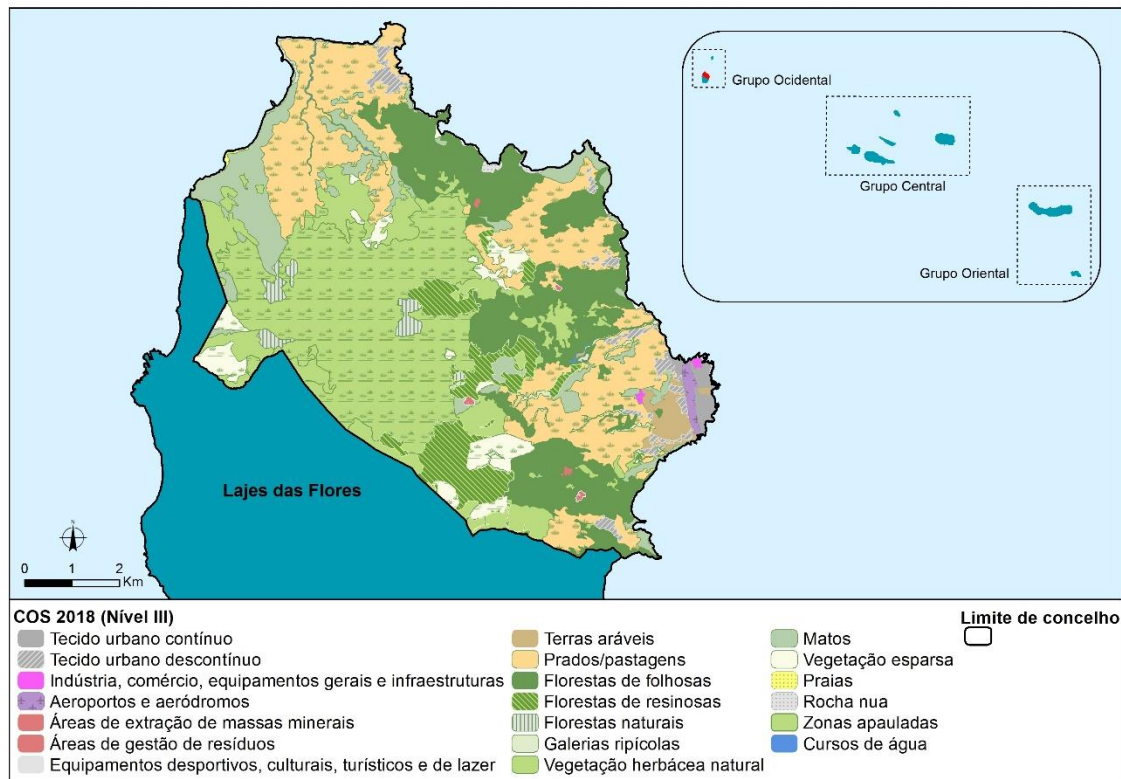 Grupo Ocidental
Grupo Central
Grupo Oriental
Lajes das Flores
N
0 1 2
Km
COS 2018 (Nível III)
Tecido urbano contínuo
Tecido urbano descontínuo
Indústria, comércio, equipamentos gerais e infraestruturas
Aeroportos e aeródromos
Áreas de extração de massas minerais
Áreas de gestão de resíduos
Equipamentos desportivos, culturais, turísticos e de lazer
Terras aráveis
Prados/pastagens
Florestas de folhosas
Florestas de resinosas
Florestas naturais
Galerias ripícolas
Vegetação herbácea natural
Matos
Vegetação esparsa
Praias
Rocha nua
Zonas apauladas
Cursos de água
Limite de concelho